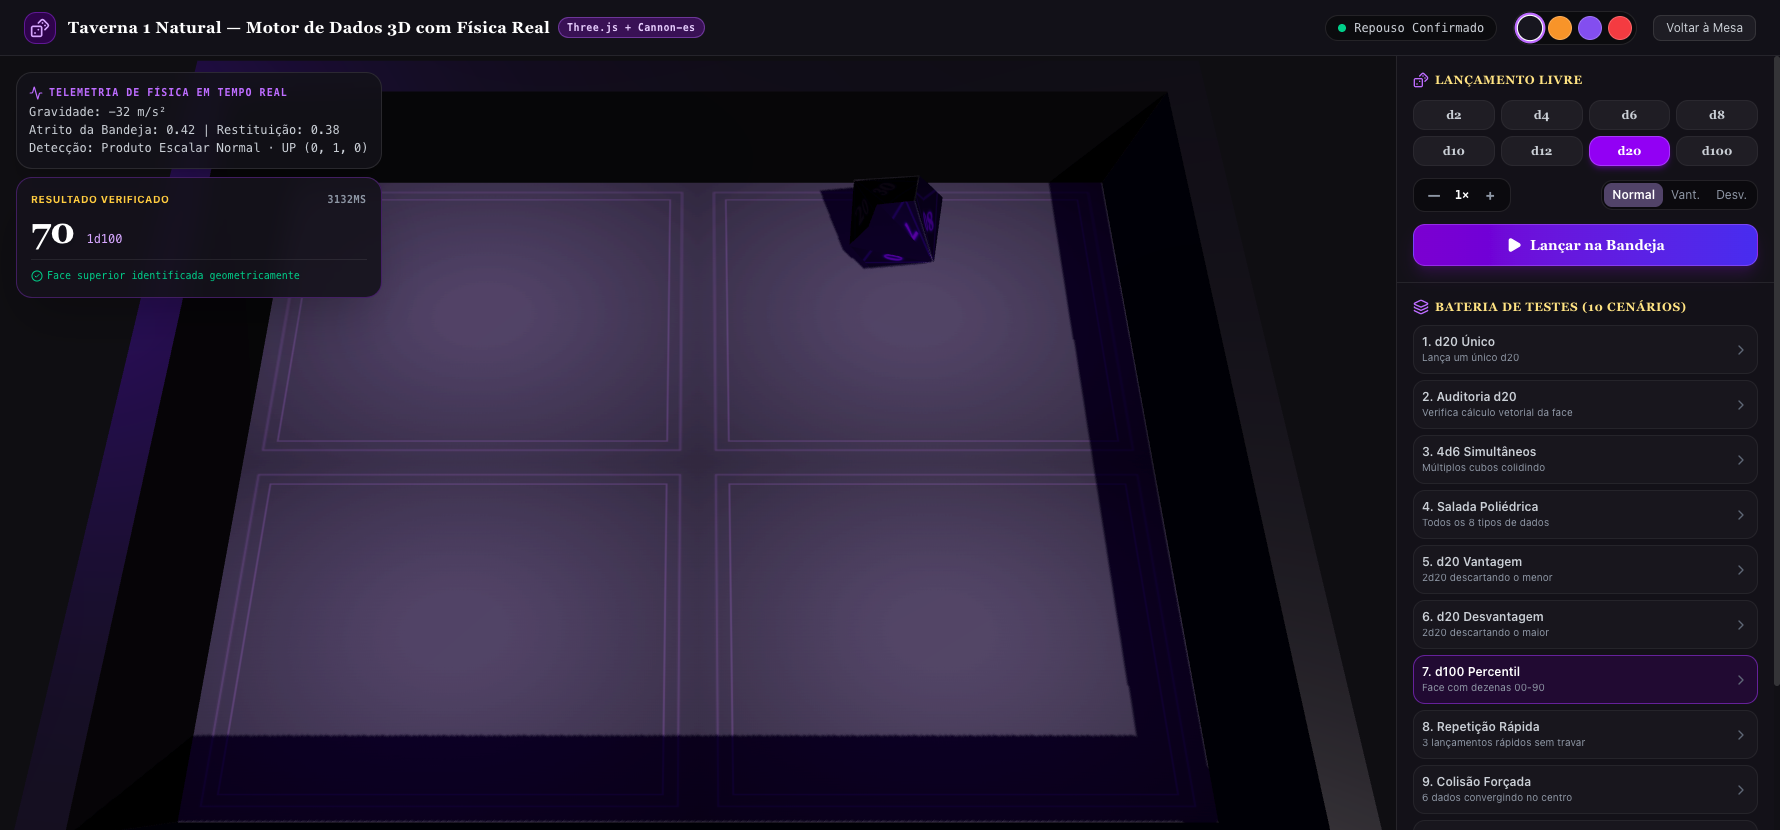 Taverna 1 Natural — Motor de Dados 3D com Física Real
Three.js + Cannon-es
Repouso Confirmado
Voltar à Mesa
TELEMETRIA DE FÍSICA EM TEMPO REAL
Gravidade: −32 m/s²
Atrito da Bandeja: 0.42 | Restituição: 0.38
Detecção: Produto Escalar Normal · UP (0, 1, 0)
RESULTADO VERIFICADO
3132MS
70 1d100
Face superior identificada geometricamente
LANÇAMENTO LIVRE
d2 d4 d6 d8
d10 d12 d20 d100
— 1× +
Normal Vant. Desv.
Lançar na Bandeja
BATERIA DE TESTES (10 CENÁRIOS)
1. d20 Único
Lança um único d20
2. Auditoria d20
Verifica cálculo vetorial da face
3. 4d6 Simultâneos
Múltiplos cubos colidindo
4. Salada Poliédrica
Todos os 8 tipos de dados
5. d20 Vantagem
2d20 descartando o menor
6. d20 Desvantagem
2d20 descartando o maior
7. d100 Percentil
Face com dezenas 00-90
8. Repetição Rápida
3 lançamentos rápidos sem travar
9. Colisão Forçada
6 dados convergindo no centro